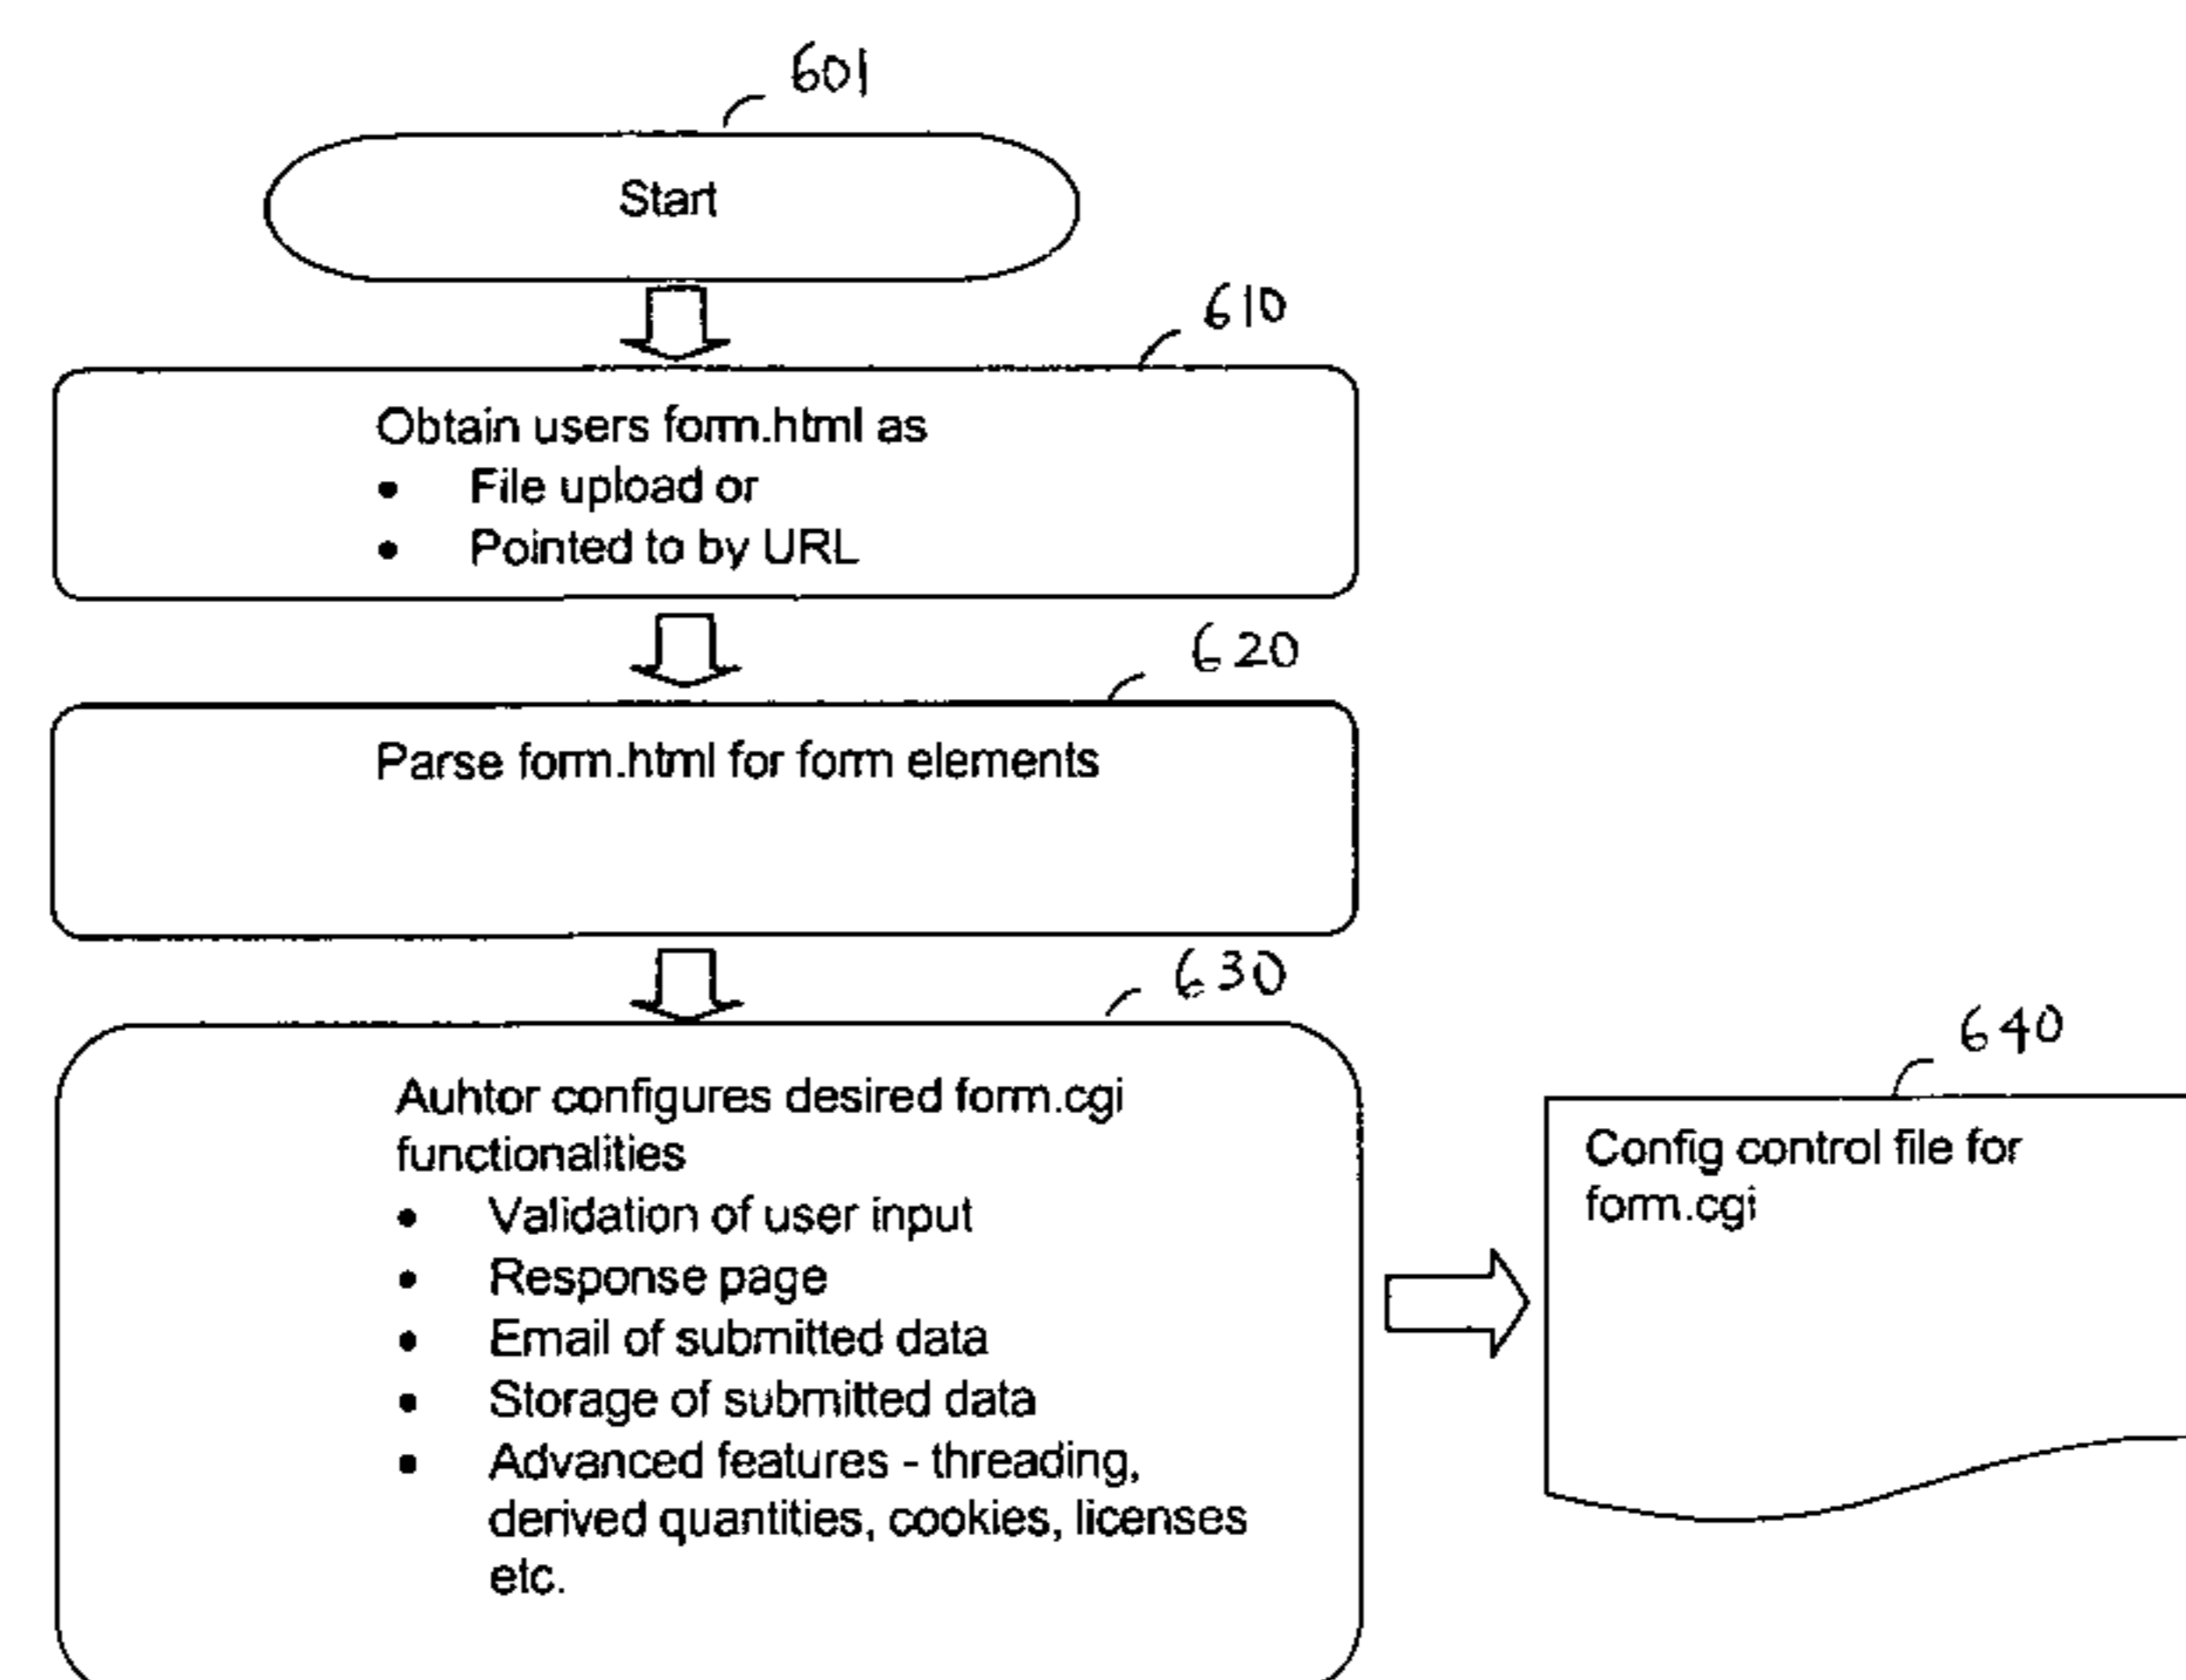 601
Start
610
Obtain users form.html as
• File upload or
• Pointed to by URL
620
Parse form.html for form elements
630
Auhtor configures desired form.cgi
functionalities
• Validation of user input
• Response page
• Email of submitted data
• Storage of submitted data
• Advanced features - threading,
derived quantities, cookies, licenses
etc.
640
Config control file for
form.cgi